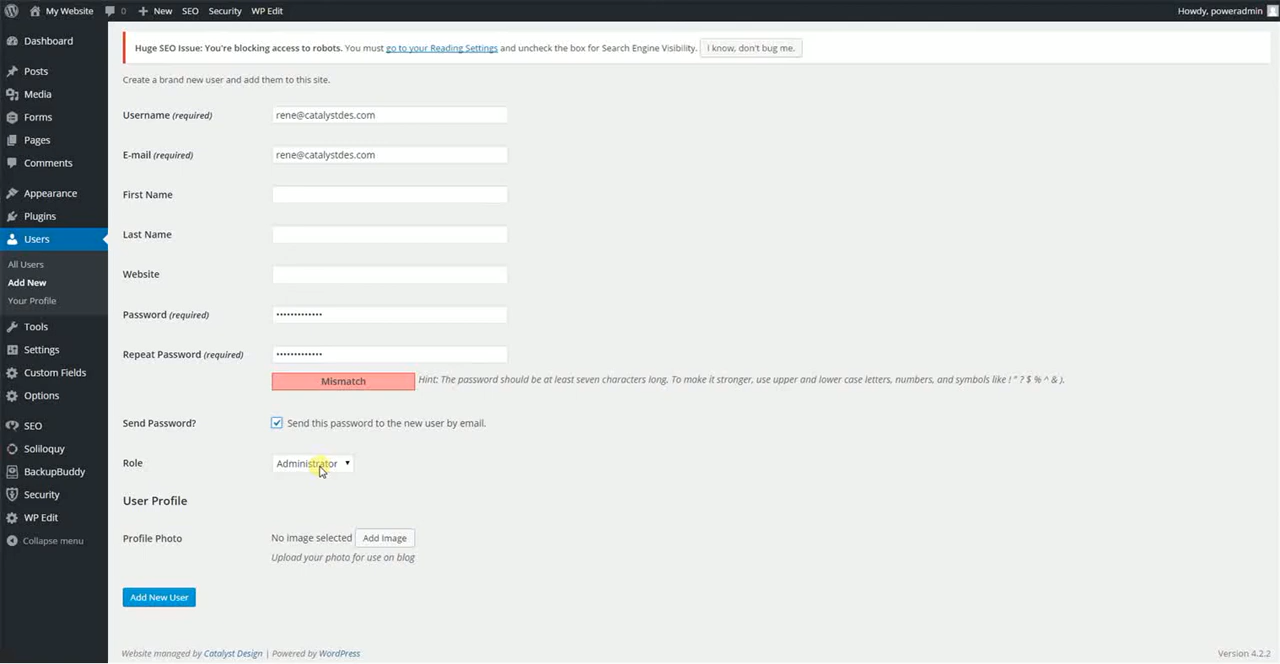 My Website 0 New SEO Security WP Edit Howdy, poweradmin
Dashboard
Posts
Media
Forms
Pages
Comments
Appearance
Plugins
Users
All Users
Add New
Your Profile
Tools
Settings
Custom Fields
Options
SEO
Soliloquy
BackupBuddy
Security
WP Edit
Collapse menu
Huge SEO Issue: You're blocking access to robots. You must go to your Reading Settings and uncheck the box for Search Engine Visibility. I know, don't bug me.
Create a brand new user and add them to this site.
Username (required) rene@catalystdes.com
E-mail (required) rene@catalystdes.com
First Name
Last Name
Website
Password (required) •••••••••••••
Repeat Password (required) •••••••••••••
Mismatch Hint: The password should be at least seven characters long. To make it stronger, use upper and lower case letters, numbers, and symbols like ! " ? $ % ^ & ).
Send Password? Send this password to the new user by email.
Role Administrator
User Profile
Profile Photo No image selected Add Image
Upload your photo for use on blog
Add New User
Website managed by Catalyst Design | Powered by WordPress Version 4.2.2